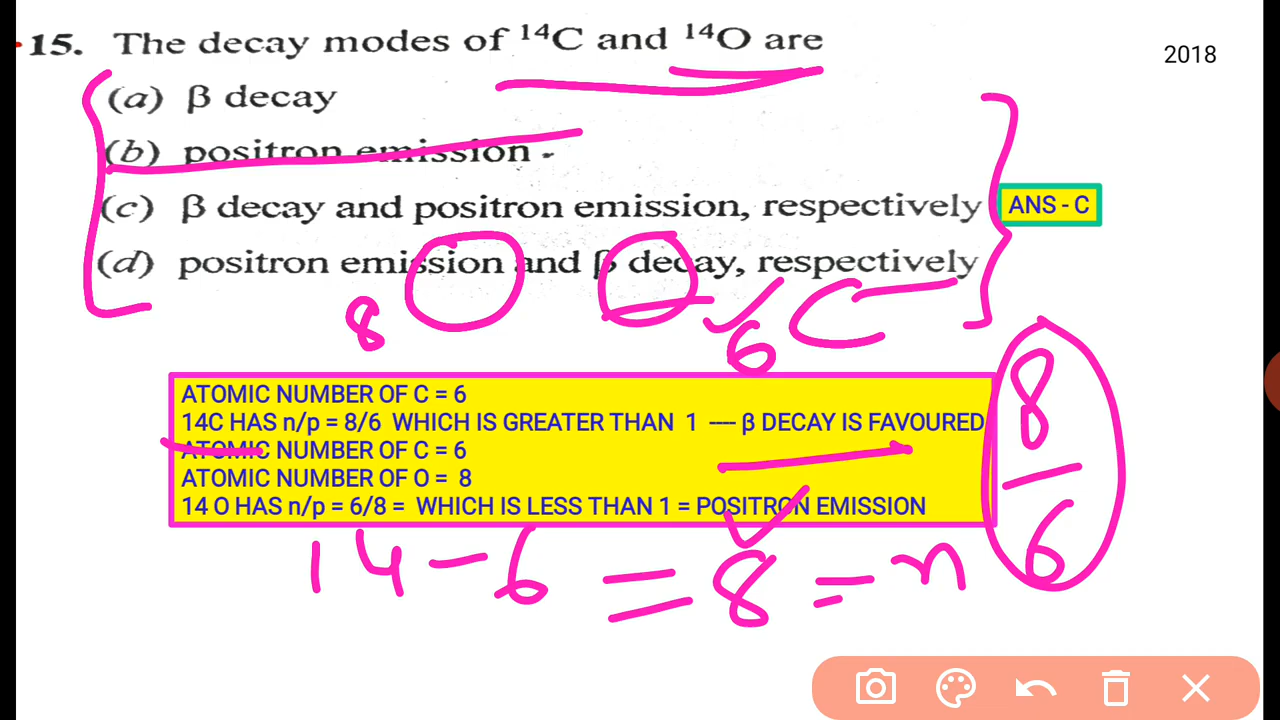 15. The decay modes of ¹⁴C and ¹⁴O are
2018
(a) β decay
(b) positron emission -
(c) β decay and positron emission, respectively
ANS - C
(d) positron emission and β decay, respectively
8
6 C
ATOMIC NUMBER OF C = 6
14C HAS n/p = 8/6 WHICH IS GREATER THAN 1 ---- β DECAY IS FAVOURED
ATOMIC NUMBER OF C = 6
ATOMIC NUMBER OF O = 8
14 O HAS n/p = 6/8 = WHICH IS LESS THAN 1 = POSITRON EMISSION
8
6
14 - 6 = 8 = n